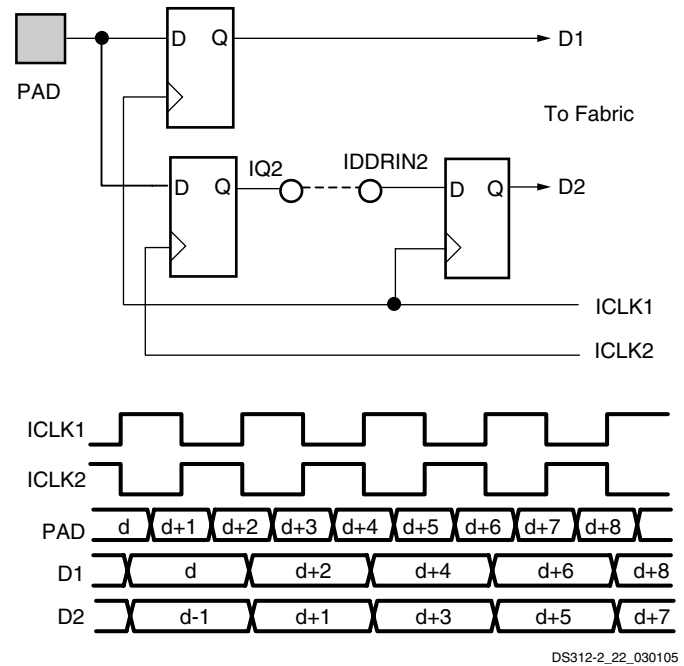 D Q
D1
PAD
To Fabric
IQ2
IDDRIN2
D Q
D Q
D2
ICLK1
ICLK2
ICLK1
ICLK2
PAD d d+1 d+2 d+3 d+4 d+5 d+6 d+7 d+8
D1 d d+2 d+4 d+6 d+8
D2 d-1 d+1 d+3 d+5 d+7
DS312-2_22_030105